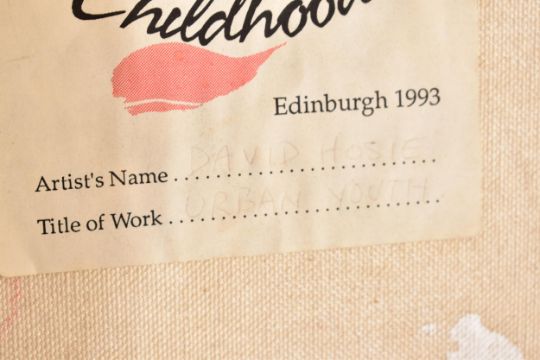 Childhood
Edinburgh 1993
Artist's Name .............................. DAVID HOSIE
Title of Work .............................. URBAN YOUTH